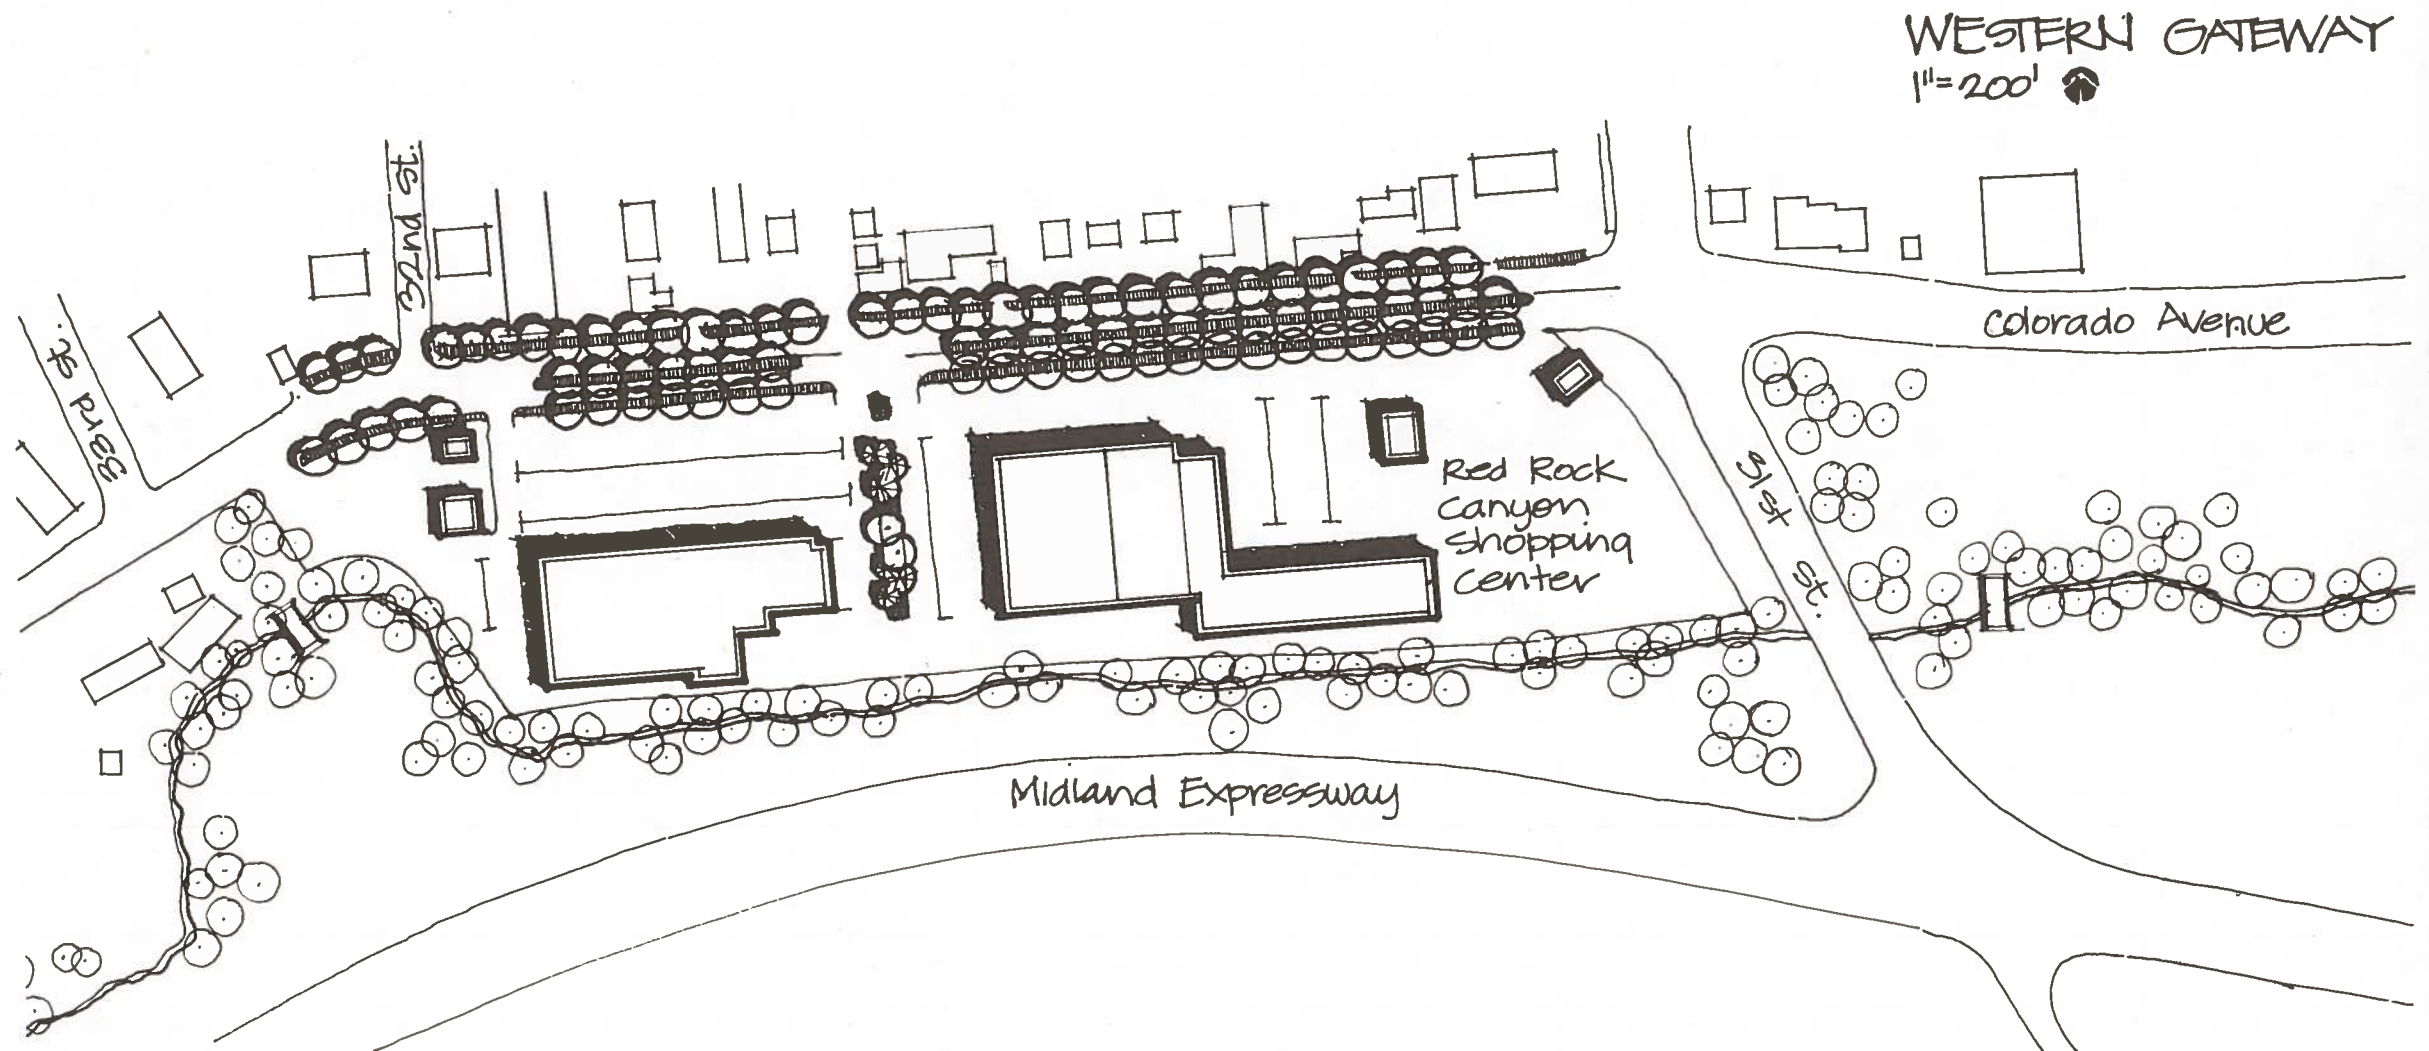 WESTERN GATEWAY
1"=200'
32nd St.
33rd St.
Colorado Avenue
Red Rock
Canyon
Shopping
Center
31st St.
Midland Expressway